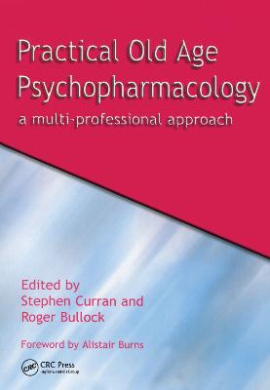 Practical Old Age
Psychopharmacology
a multi-professional approach
Edited by
Stephen Curran and
Roger Bullock
Foreword by Alistair Burns
CRC
CRC Press